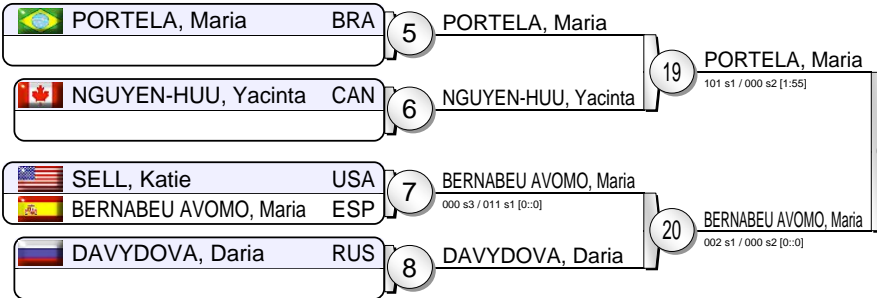 PORTELA, Maria BRA
5
PORTELA, Maria
NGUYEN-HUU, Yacinta CAN
6
NGUYEN-HUU, Yacinta
19
PORTELA, Maria
101 s1 / 000 s2 [1:55]
SELL, Katie USA
BERNABEU AVOMO, Maria ESP
7
BERNABEU AVOMO, Maria
000 s3 / 011 s1 [0::0]
DAVYDOVA, Daria RUS
8
DAVYDOVA, Daria
20
BERNABEU AVOMO, Maria
002 s1 / 000 s2 [0::0]